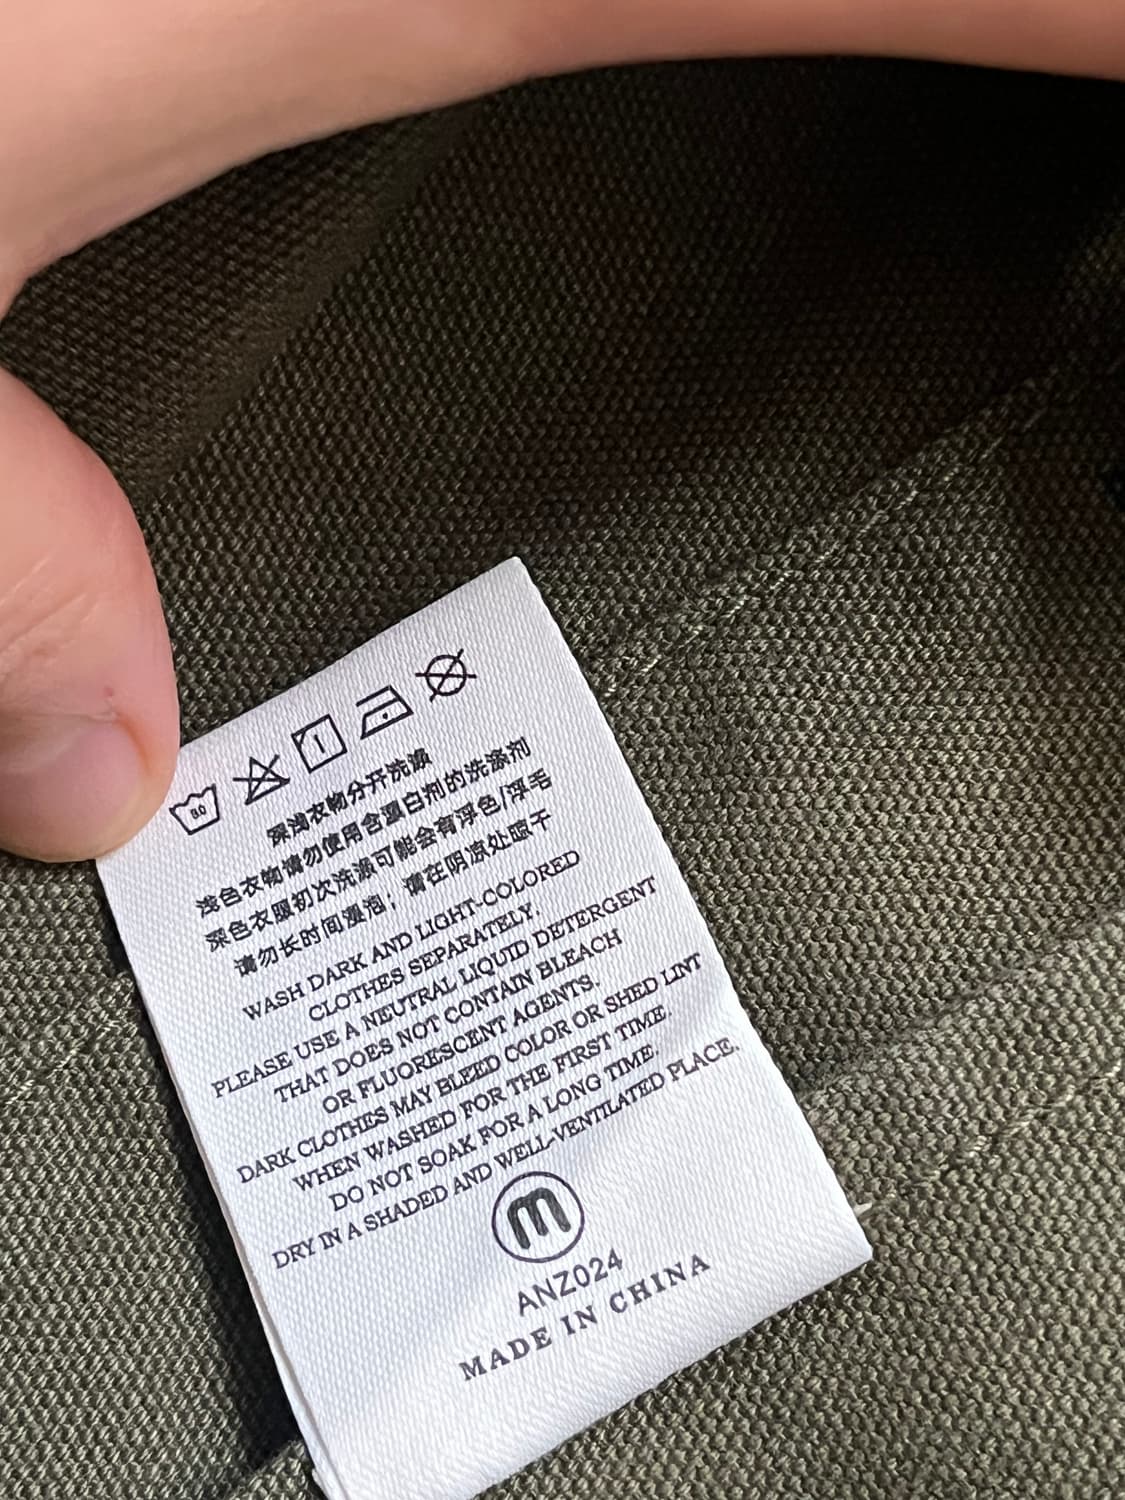 30
深浅衣物分开洗涤
浅色衣物请勿使用含蛋白剂的洗涤剂
深色衣服初次洗涤可能会有浮色/浮毛
请勿长时间浸泡；请在阴凉处晾干
WASH DARK AND LIGHT-COLORED
CLOTHES SEPARATELY.
PLEASE USE A NEUTRAL LIQUID DETERGENT
THAT DOES NOT CONTAIN BLEACH
OR FLUORESCENT AGENTS.
DARK CLOTHES MAY BLEED COLOR OR SHED LINT
WHEN WASHED FOR THE FIRST TIME.
DO NOT SOAK FOR A LONG TIME.
DRY IN A SHADED AND WELL-VENTILATED PLACE.
m
ANZ024
MADE IN CHINA